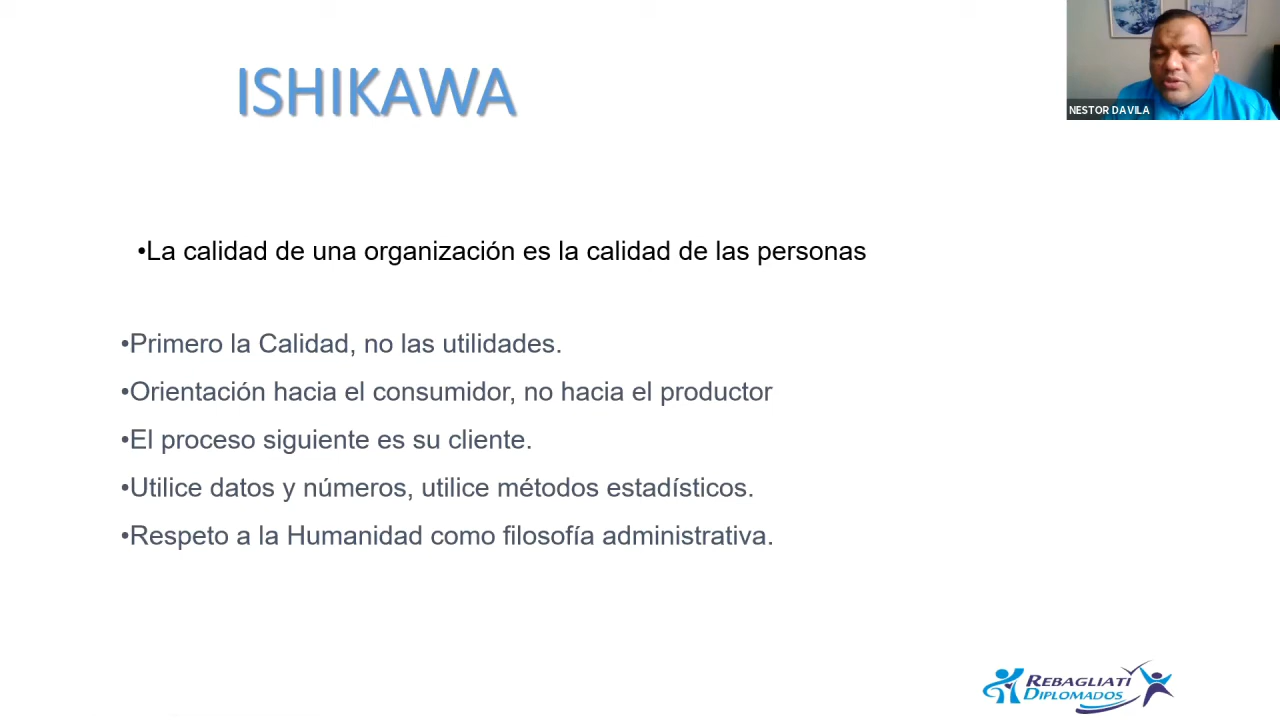 ISHIKAWA
NESTOR DAVILA
•La calidad de una organización es la calidad de las personas
•Primero la Calidad, no las utilidades.
•Orientación hacia el consumidor, no hacia el productor
•El proceso siguiente es su cliente.
•Utilice datos y números, utilice métodos estadísticos.
•Respeto a la Humanidad como filosofía administrativa.
REBAGLIATI
DIPLOMADOS